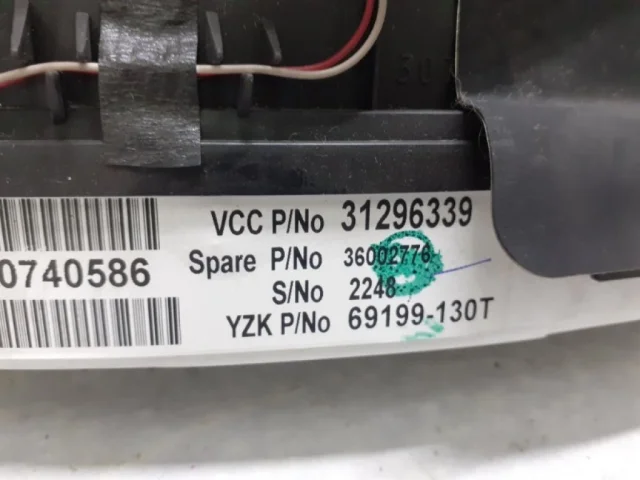 VCC P/No 31296339
0740586
Spare P/No 36002776
S/No 2248
YZK P/No 69199-130T